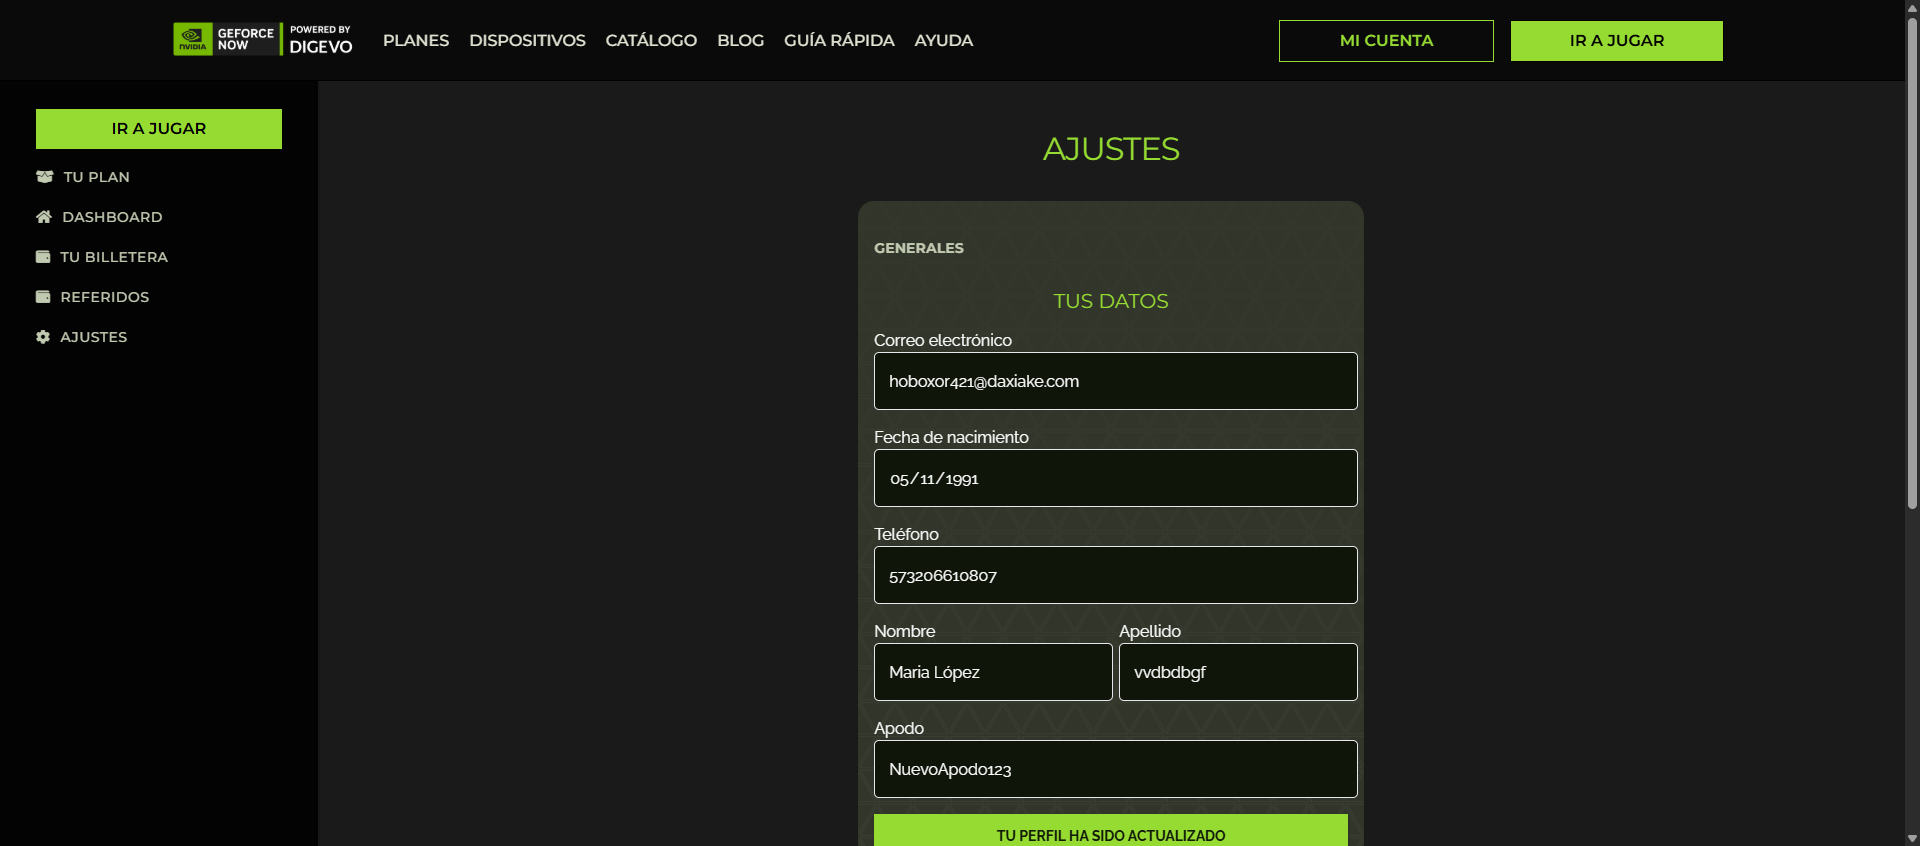 NVIDIA
GEFORCE NOW
POWERED BY
DIGEVO
PLANES
DISPOSITIVOS
CATÁLOGO
BLOG
GUÍA RÁPIDA
AYUDA
MI CUENTA
IR A JUGAR
IR A JUGAR
TU PLAN
DASHBOARD
TU BILLETERA
REFERIDOS
AJUSTES
AJUSTES
GENERALES
TUS DATOS
Correo electrónico
hoboxor421@daxiake.com
Fecha de nacimiento
05/11/1991
Teléfono
573206610807
Nombre
Maria López
Apellido
vvdbdbgf
Apodo
NuevoApodo123
TU PERFIL HA SIDO ACTUALIZADO